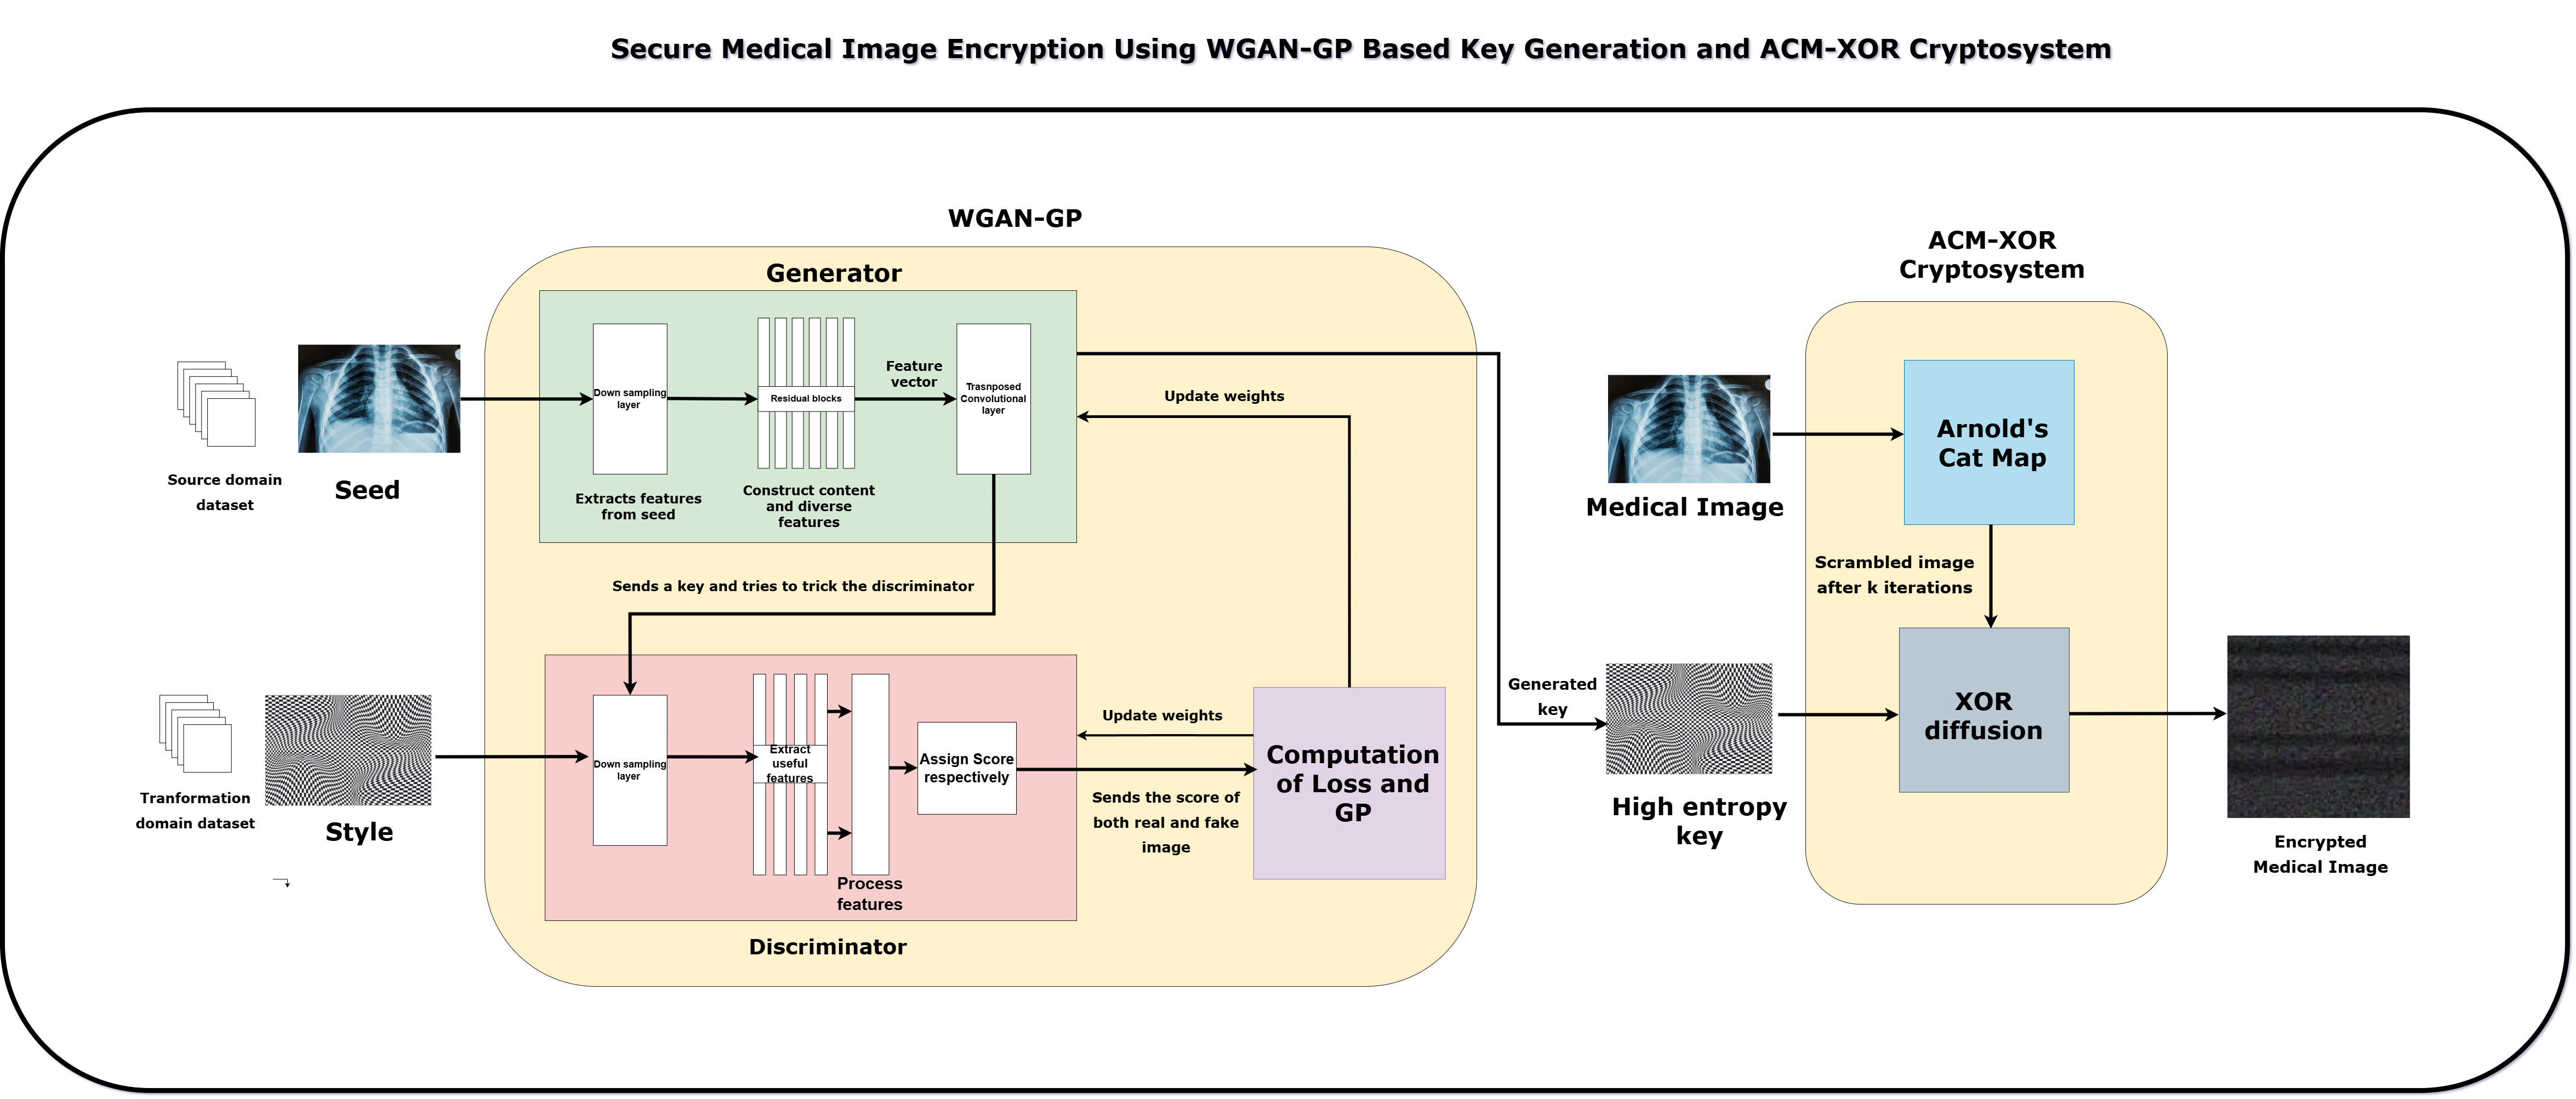 Secure Medical Image Encryption Using WGAN-GP Based Key Generation and ACM-XOR Cryptosystem
WGAN-GP
Generator
Down sampling
layer
Residual blocks
Feature
vector
Trasnposed
Convolutional
layer
Extracts features
from seed
Construct content
and diverse
features
Source domain
dataset
Seed
Update weights
Sends a key and tries to trick the discriminator
Tranformation
domain dataset
Style
Down sampling
layer
Extract
useful
features
Process
features
Assign Score
respectively
Discriminator
Update weights
Sends the score of
both real and fake
image
Computation
of Loss and
GP
Generated
key
ACM-XOR
Cryptosystem
Medical Image
Arnold's
Cat Map
Scrambled image
after k iterations
High entropy
key
XOR
diffusion
Encrypted
Medical Image